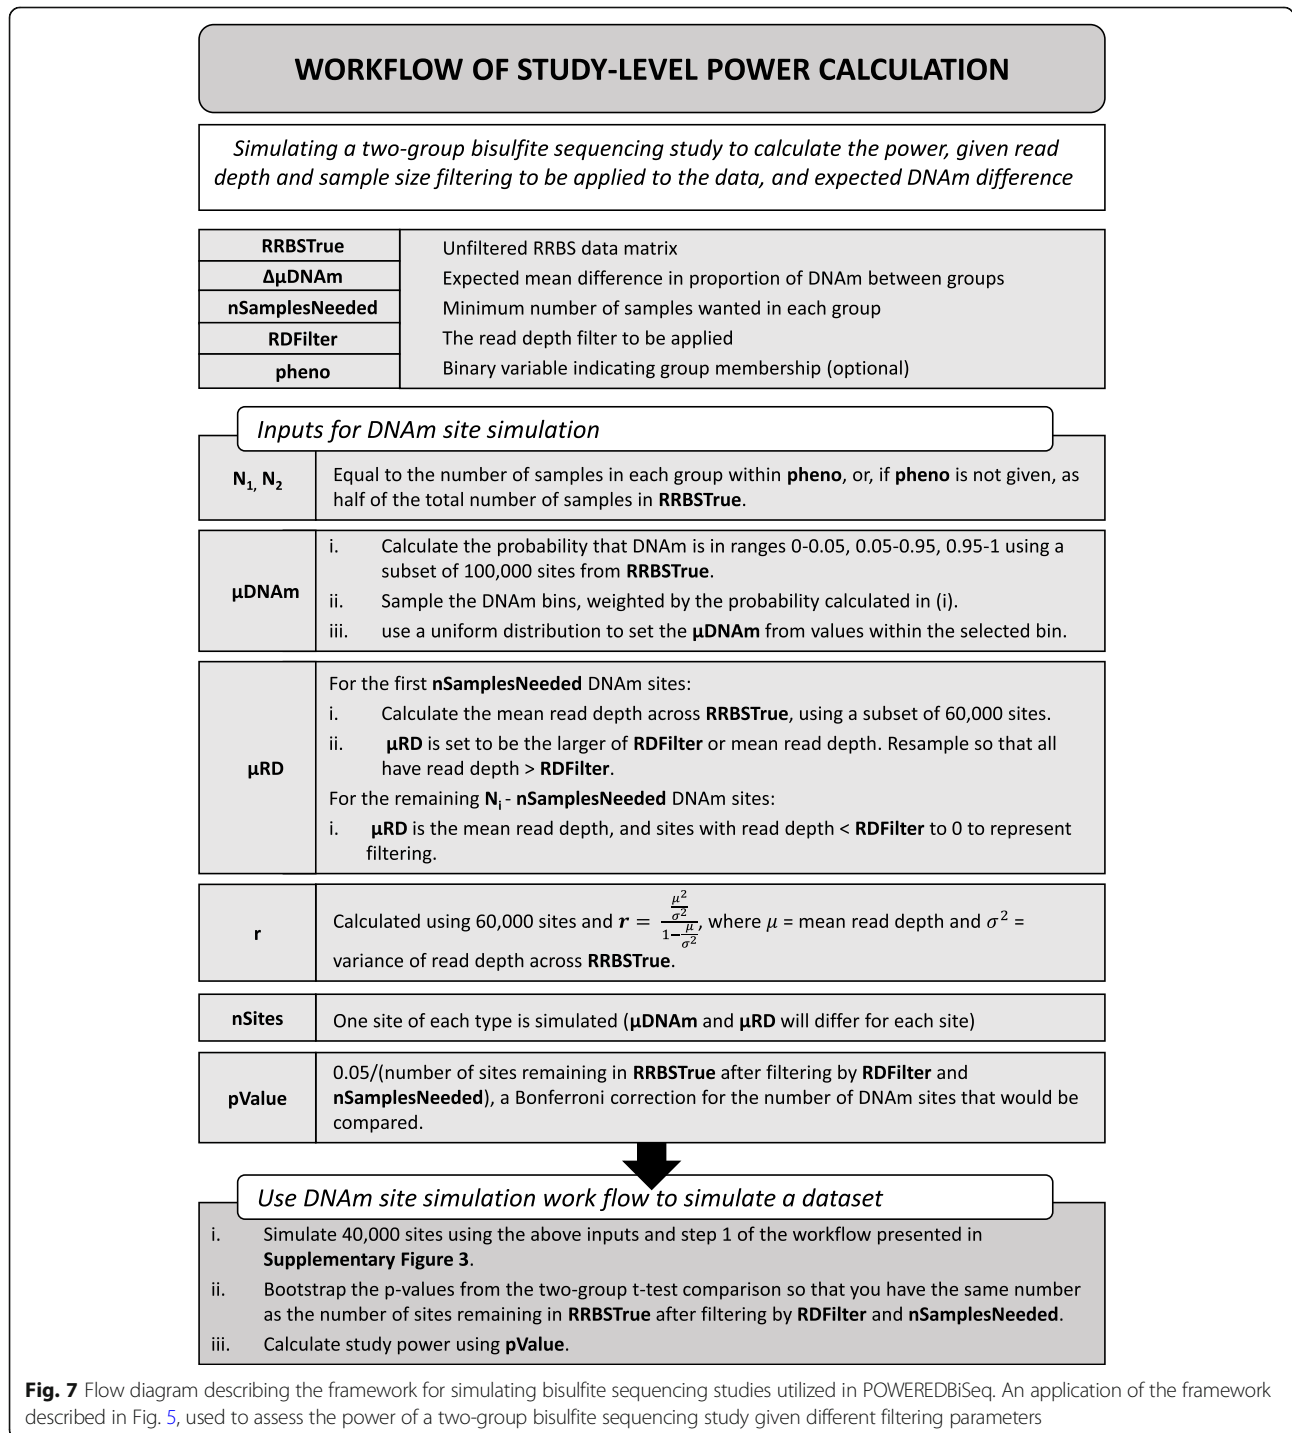 WORKFLOW OF STUDY-LEVEL POWER CALCULATION
Simulating a two-group bisulfite sequencing study to calculate the power, given read
depth and sample size filtering to be applied to the data, and expected DNAm difference
RRBSTrue Unfiltered RRBS data matrix
ΔμDNAm Expected mean difference in proportion of DNAm between groups
nSamplesNeeded Minimum number of samples wanted in each group
RDFilter The read depth filter to be applied
pheno Binary variable indicating group membership (optional)
Inputs for DNAm site simulation
N₁, N₂
Equal to the number of samples in each group within pheno, or, if pheno is not given, as
half of the total number of samples in RRBSTrue.
μDNAm
i. Calculate the probability that DNAm is in ranges 0-0.05, 0.05-0.95, 0.95-1 using a
subset of 100,000 sites from RRBSTrue.
ii. Sample the DNAm bins, weighted by the probability calculated in (i).
iii. use a uniform distribution to set the μDNAm from values within the selected bin.
μRD
For the first nSamplesNeeded DNAm sites:
i. Calculate the mean read depth across RRBSTrue, using a subset of 60,000 sites.
ii. μRD is set to be the larger of RDFilter or mean read depth. Resample so that all
have read depth > RDFilter.
For the remaining Nᵢ - nSamplesNeeded DNAm sites:
i. μRD is the mean read depth, and sites with read depth < RDFilter to 0 to represent
filtering.
r
Calculated using 60,000 sites and r = (μ²/σ²)/(1−μ/σ²), where μ = mean read depth and σ² =
variance of read depth across RRBSTrue.
nSites
One site of each type is simulated (μDNAm and μRD will differ for each site)
pValue
0.05/(number of sites remaining in RRBSTrue after filtering by RDFilter and
nSamplesNeeded), a Bonferroni correction for the number of DNAm sites that would be
compared.
Use DNAm site simulation work flow to simulate a dataset
i. Simulate 40,000 sites using the above inputs and step 1 of the workflow presented in
Supplementary Figure 3.
ii. Bootstrap the p-values from the two-group t-test comparison so that you have the same number
as the number of sites remaining in RRBSTrue after filtering by RDFilter and nSamplesNeeded.
iii. Calculate study power using pValue.
Fig. 7 Flow diagram describing the framework for simulating bisulfite sequencing studies utilized in POWEREDBiSeq. An application of the framework
described in Fig. 5, used to assess the power of a two-group bisulfite sequencing study given different filtering parameters